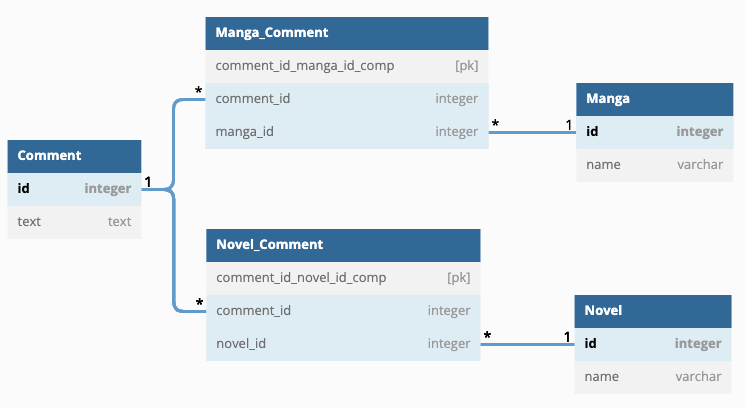 Manga_Comment
comment_id_manga_id_comp [pk]
comment_id integer
manga_id integer
* * 1
Manga
id integer
name varchar
Comment
id integer
text text
1
Novel_Comment
comment_id_novel_id_comp [pk]
comment_id integer
novel_id integer
* * 1
Novel
id integer
name varchar